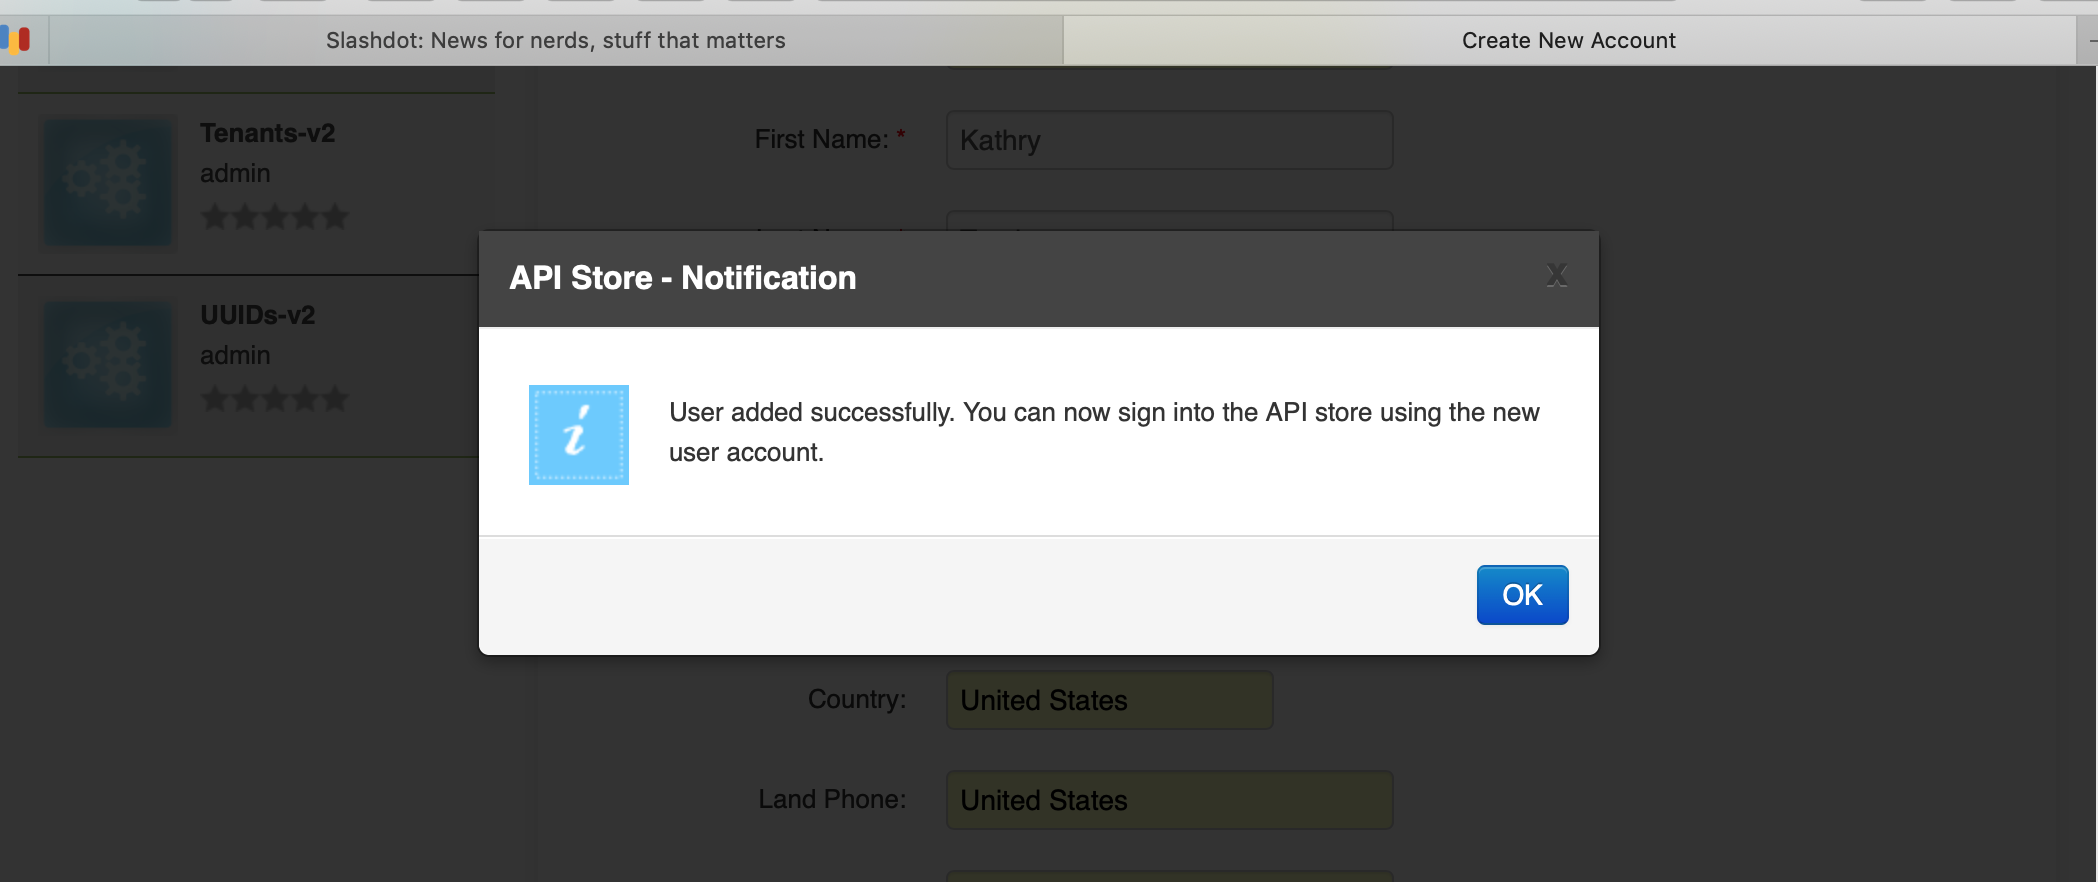 Slashdot: News for nerds, stuff that matters
Create New Account
Tenants-v2
admin
First Name: *
Kathry
API Store - Notification
X
UUIDs-v2
admin
i
User added successfully. You can now sign into the API store using the new
user account.
OK
Country:
United States
Land Phone:
United States